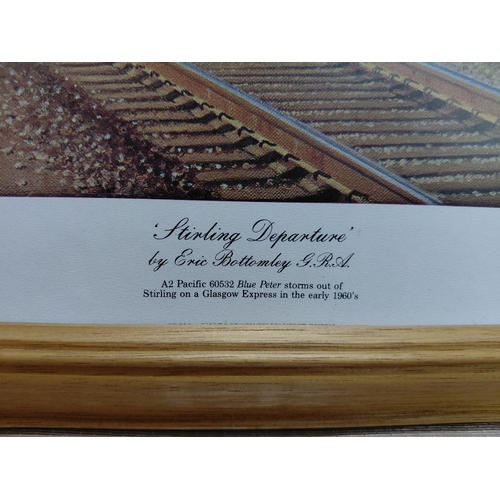 'Stirling Departure'
by Eric Bottomley G.R.A.
A2 Pacific 60532 Blue Peter storms out of
Stirling on a Glasgow Express in the early 1960's